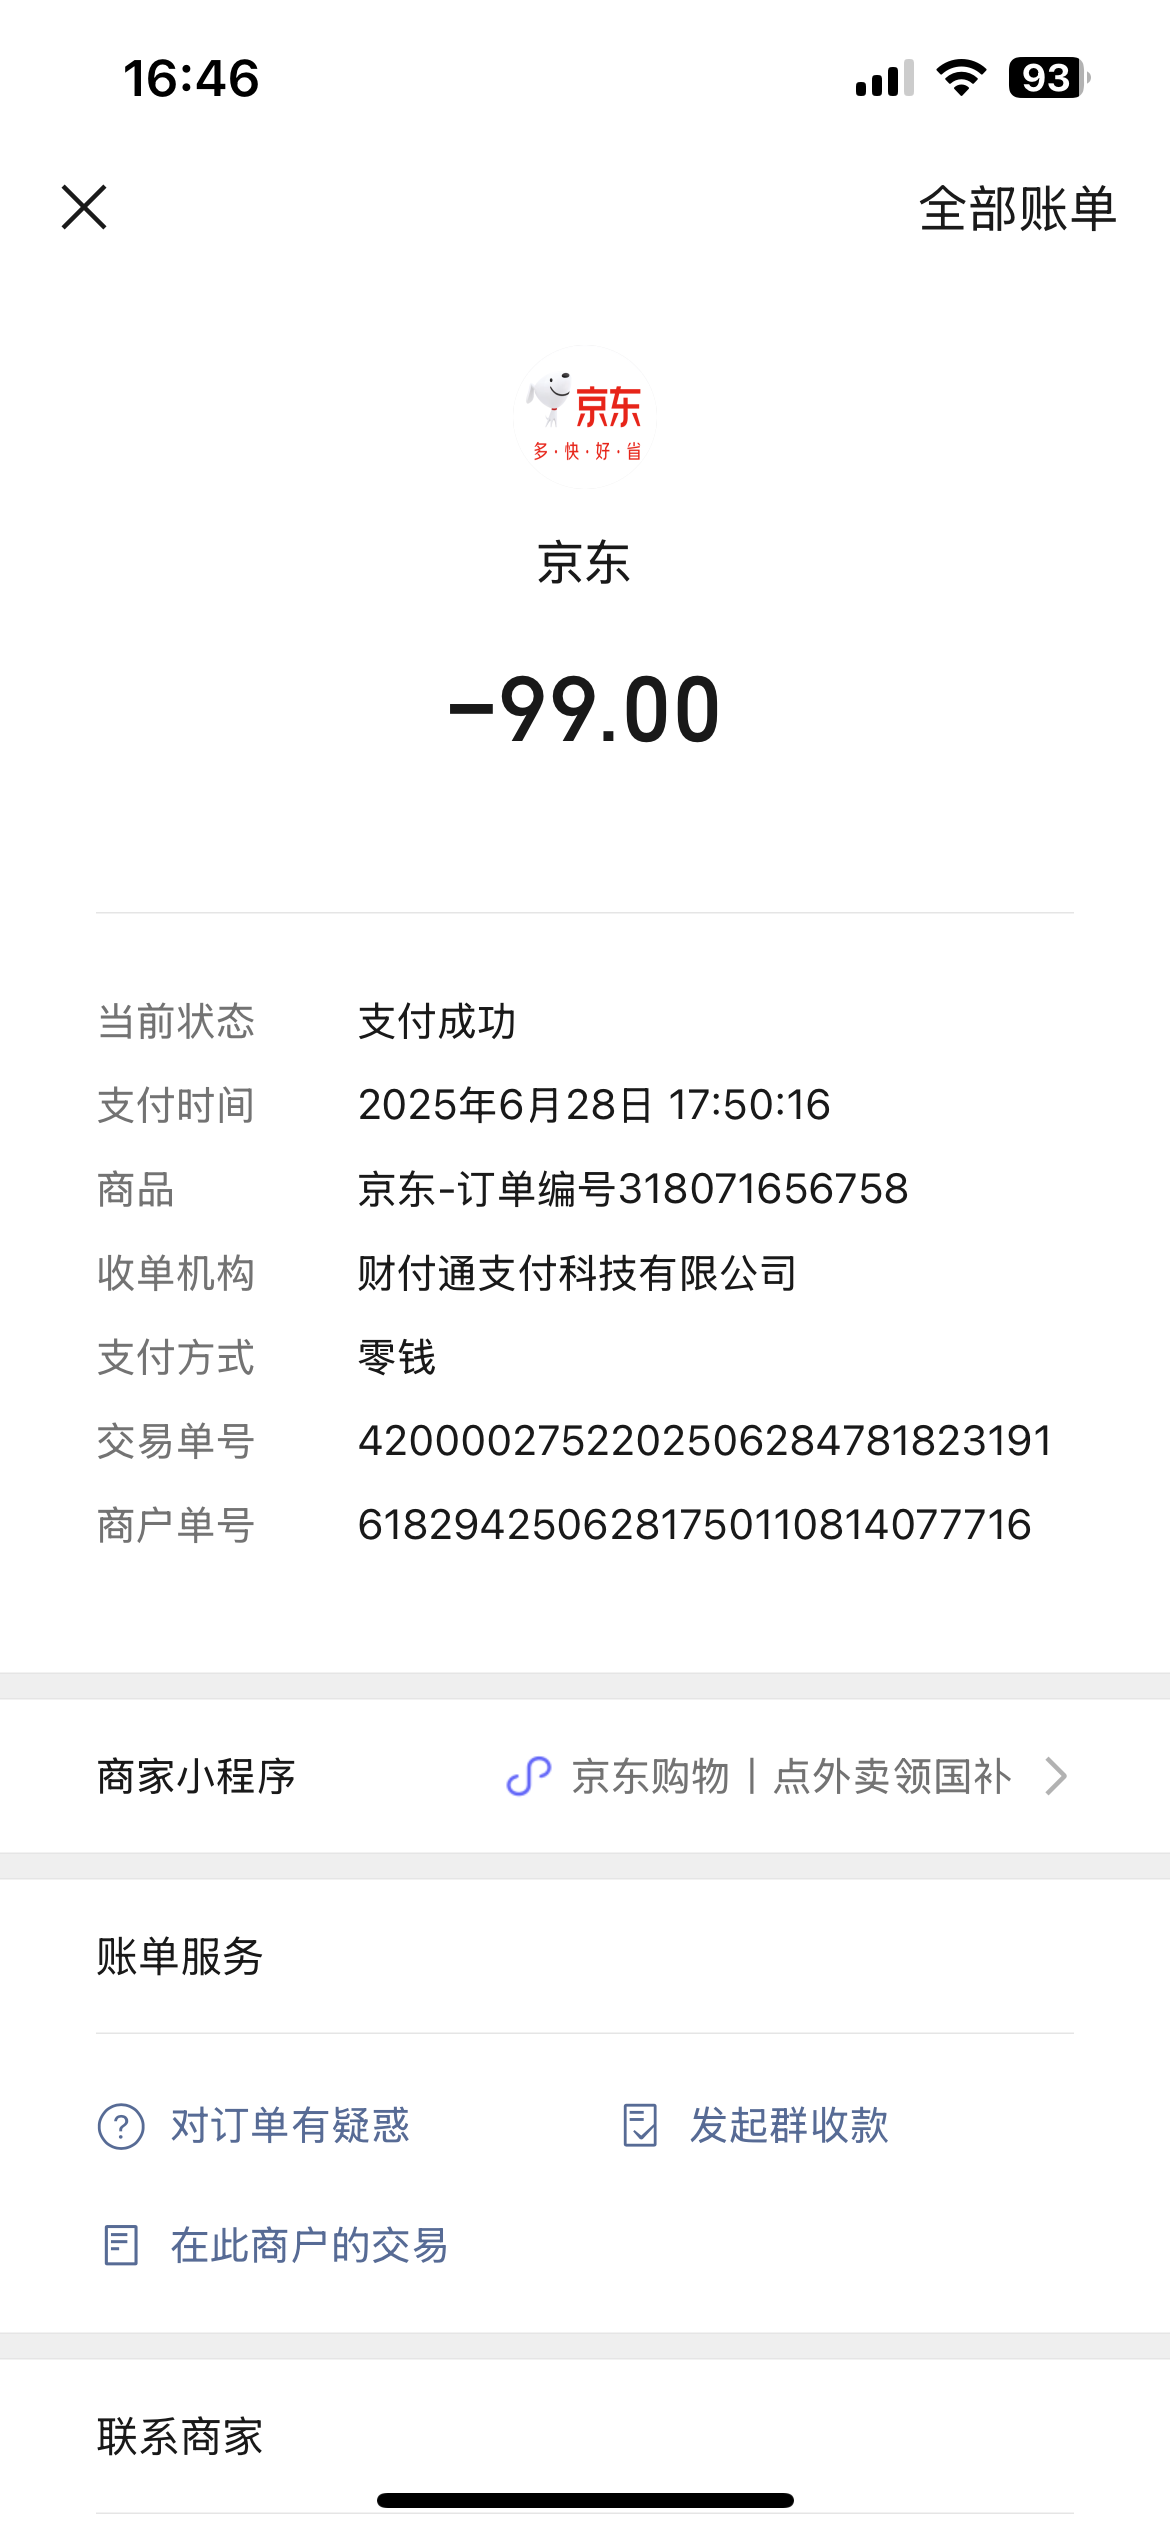 16:46
93
全部账单
京东
多·快·好·省
京东
-99.00
当前状态 支付成功
支付时间 2025年6月28日 17:50:16
商品 京东-订单编号318071656758
收单机构 财付通支付科技有限公司
支付方式 零钱
交易单号 4200002752202506284781823191
商户单号 618294250628175011081407​7716
商家小程序 京东购物丨点外卖领国补
账单服务
对订单有疑惑 发起群收款
在此商户的交易
联系商家